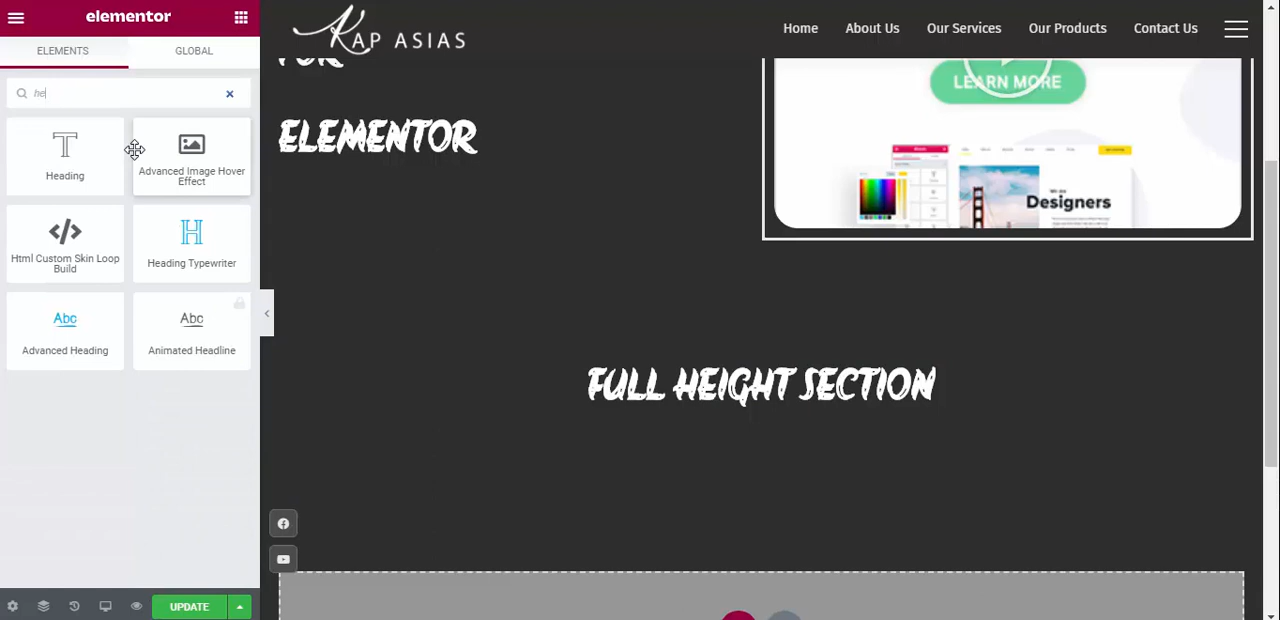 elementor
ELEMENTS
GLOBAL
he
Heading
Advanced Image Hover
Effect
Html Custom Skin Loop
Build
Heading Typewriter
Abc
Advanced Heading
Abc
Animated Headline
UPDATE
KAP ASIAS
Home
About Us
Our Services
Our Products
Contact Us
FOR
ELEMENTOR
LEARN MORE
Designers
FULL HEIGHT SECTION